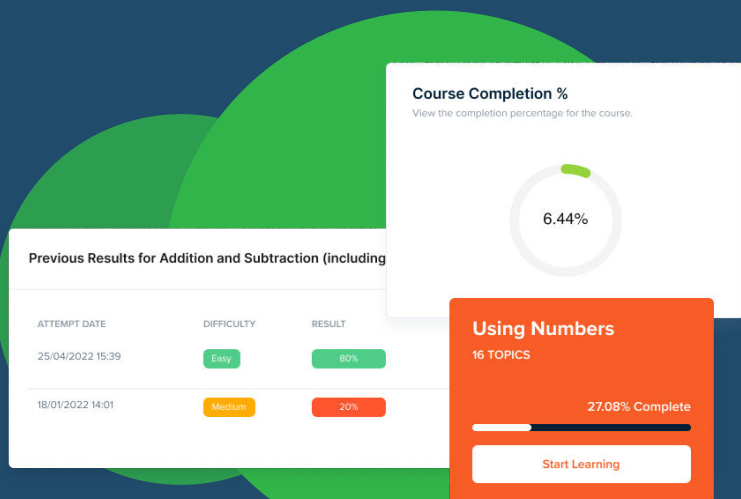 Course Completion %
View the completion percentage for the course.
6.44%
Previous Results for Addition and Subtraction (including
ATTEMPT DATE DIFFICULTY RESULT
25/04/2022 15:39 Easy 80%
18/01/2022 14:01 Medium 20%
Using Numbers
16 TOPICS
27.08% Complete
Start Learning